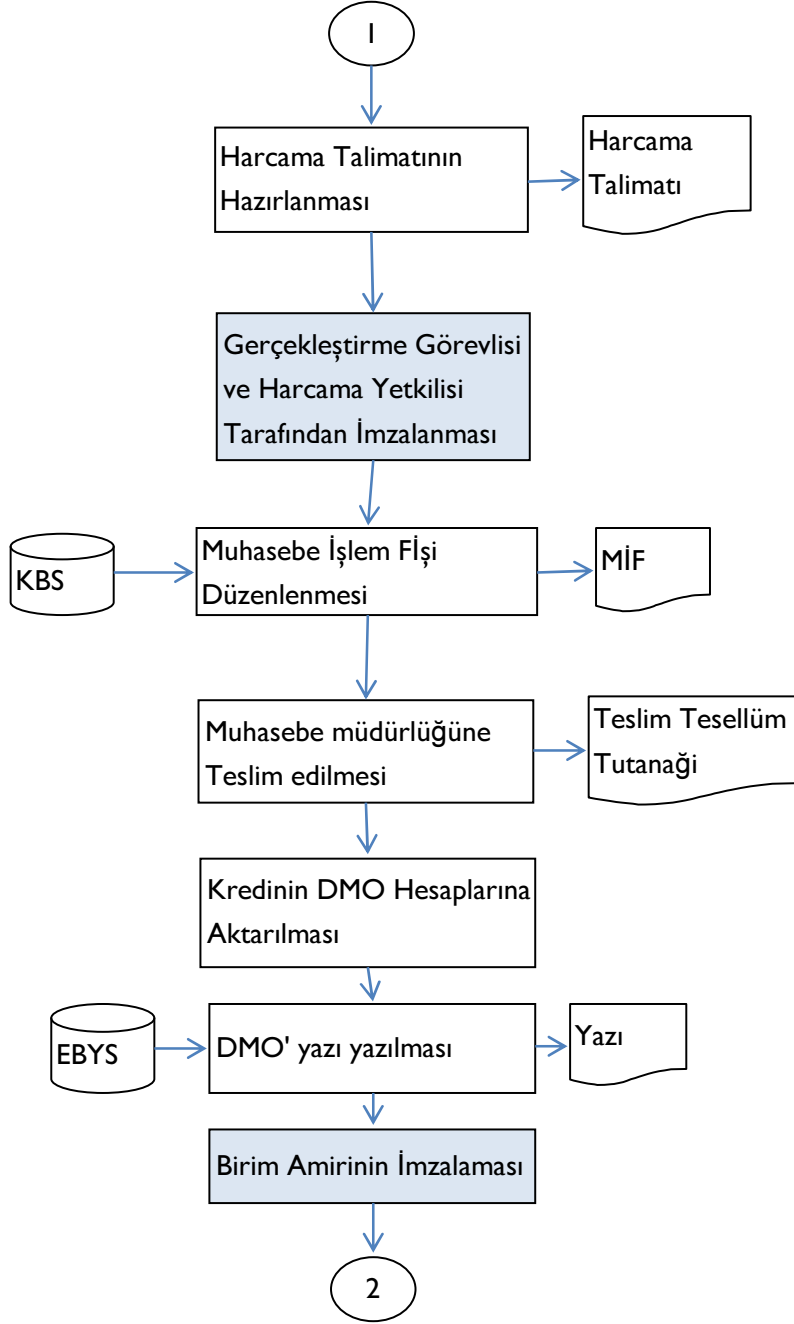 1
Harcama Talimatının
Hazırlanması
Harcama
Talimatı
Gerçekleştirme Görevlisi
ve Harcama Yetkilisi
Tarafından İmzalanması
KBS
Muhasebe İşlem Fİşi
Düzenlenmesi
MİF
Muhasebe müdürlüğüne
Teslim edilmesi
Teslim Tesellüm
Tutanaği
Kredinin DMO Hesaplarına
Aktarılması
EBYS
DMO' yazı yazılması
Yazı
Birim Amirinin İmzalaması
2